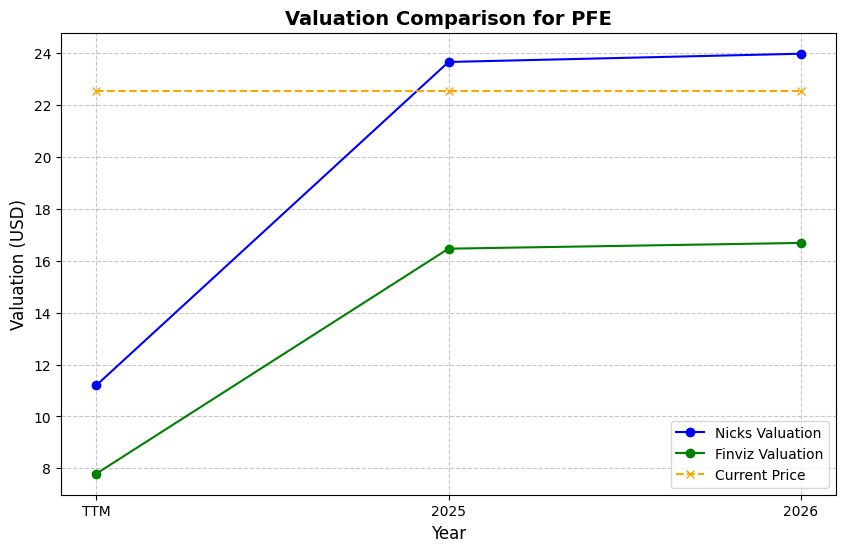 Valuation Comparison for PFE
Valuation (USD)
24
22
20
18
16
14
12
10
8
TTM
2025
2026
Year
Nicks Valuation
Finviz Valuation
Current Price